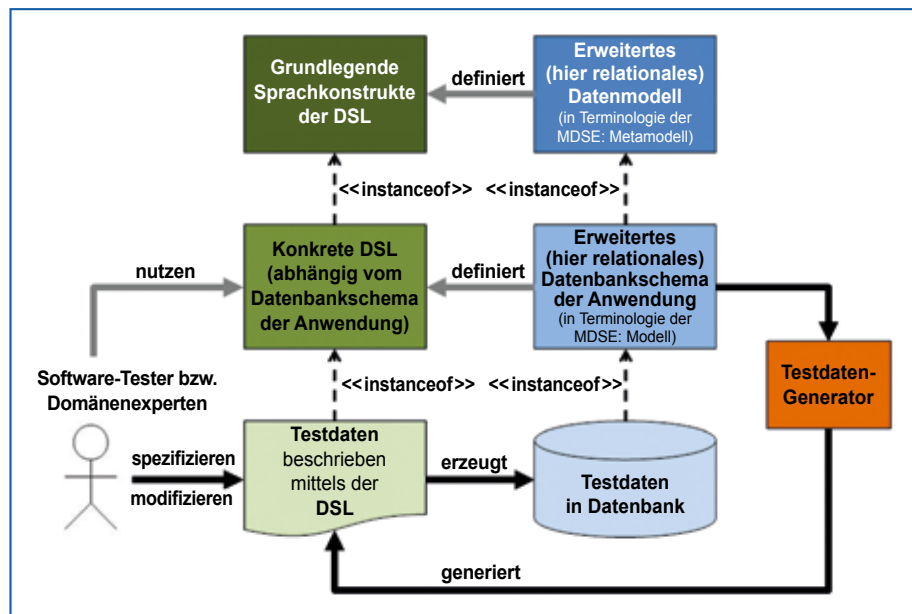 Grundlegende
Sprachkonstrukte
der DSL
definiert
Erweitertes
(hier relationales)
Datenmodell
(in Terminologie der
MDSE: Metamodell)
<<instanceof>>
<<instanceof>>
nutzen
Konkrete DSL
(abhängig vom
Datenbankschema
der Anwendung)
definiert
Erweitertes
(hier relationales)
Datenbankschema
der Anwendung
(in Terminologie der
MDSE: Modell)
<<instanceof>>
<<instanceof>>
Testdaten-
Generator
Software-Tester bzw.
Domänenexperten
spezifizieren
modifizieren
Testdaten
beschrieben
mittels der
DSL
erzeugt
Testdaten
in Datenbank
generiert